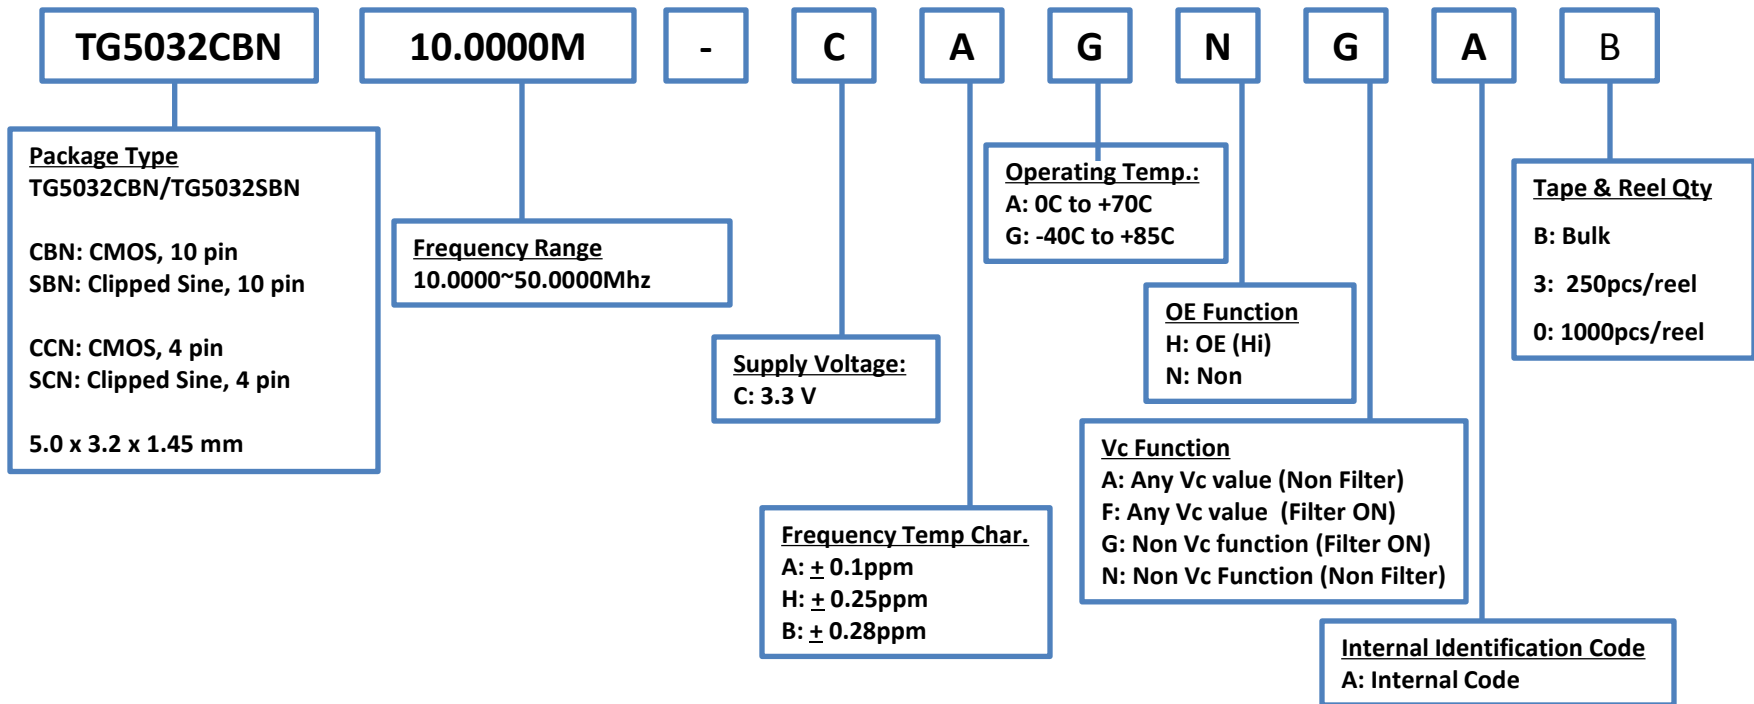 TG5032CBN 10.0000M - C A G N G A B
Package Type
TG5032CBN/TG5032SBN
CBN: CMOS, 10 pin
SBN: Clipped Sine, 10 pin
CCN: CMOS, 4 pin
SCN: Clipped Sine, 4 pin
5.0 x 3.2 x 1.45 mm
Frequency Range
10.0000~50.0000Mhz
Supply Voltage:
C: 3.3 V
Frequency Temp Char.
A: ± 0.1ppm
H: ± 0.25ppm
B: ± 0.28ppm
Operating Temp.:
A: 0C to +70C
G: -40C to +85C
OE Function
H: OE (Hi)
N: Non
Vc Function
A: Any Vc value (Non Filter)
F: Any Vc value (Filter ON)
G: Non Vc function (Filter ON)
N: Non Vc Function (Non Filter)
Internal Identification Code
A: Internal Code
Tape & Reel Qty
B: Bulk
3: 250pcs/reel
0: 1000pcs/reel